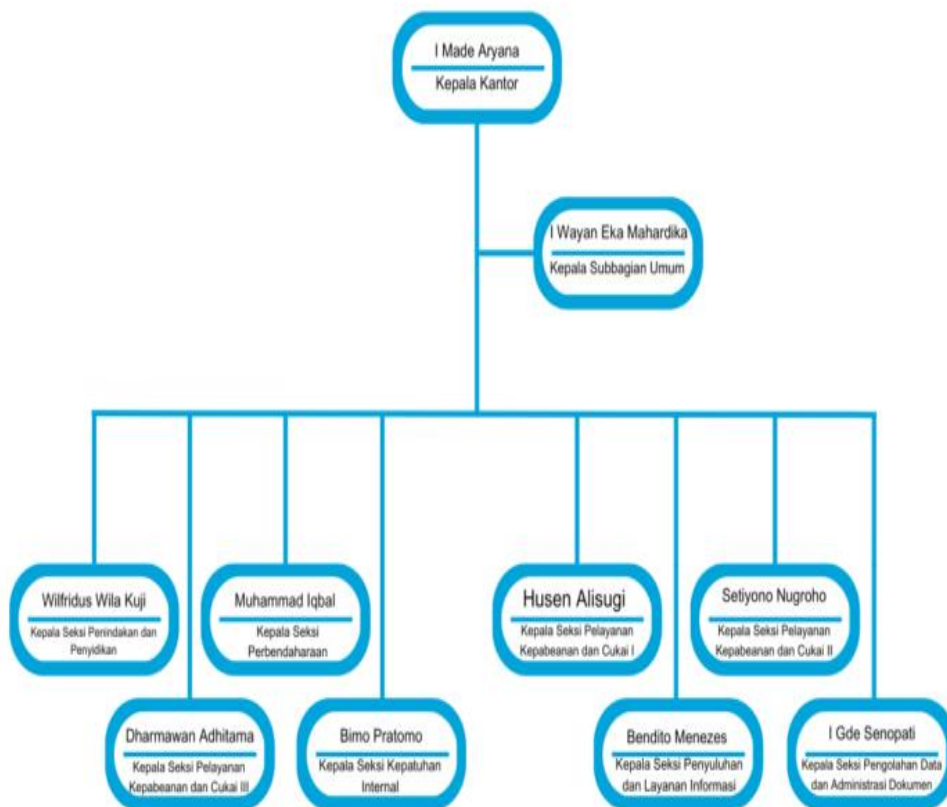 I Made Aryana
Kepala Kantor
I Wayan Eka Mahardika
Kepala Subbagian Umum
Wilfridus Wila Kuji
Kepala Seksi Penindakan dan
Penyidikan
Muhammad Iqbal
Kepala Seksi
Perbendaharaan
Husen Alisugi
Kepala Seksi Pelayanan
Kepabeanan dan Cukai I
Setiyono Nugroho
Kepala Seksi Pelayanan
Kepabeanan dan Cukai II
Dharmawan Adhitama
Kepala Seksi Pelayanan
Kepabeanan dan Cukai III
Bimo Pratomo
Kepala Seksi Kepatuhan
Internal
Bendito Menezes
Kepala Seksi Penyuluhan
dan Layanan Informasi
I Gde Senopati
Kepala Seksi Pengolahan Data
dan Administrasi Dokumen